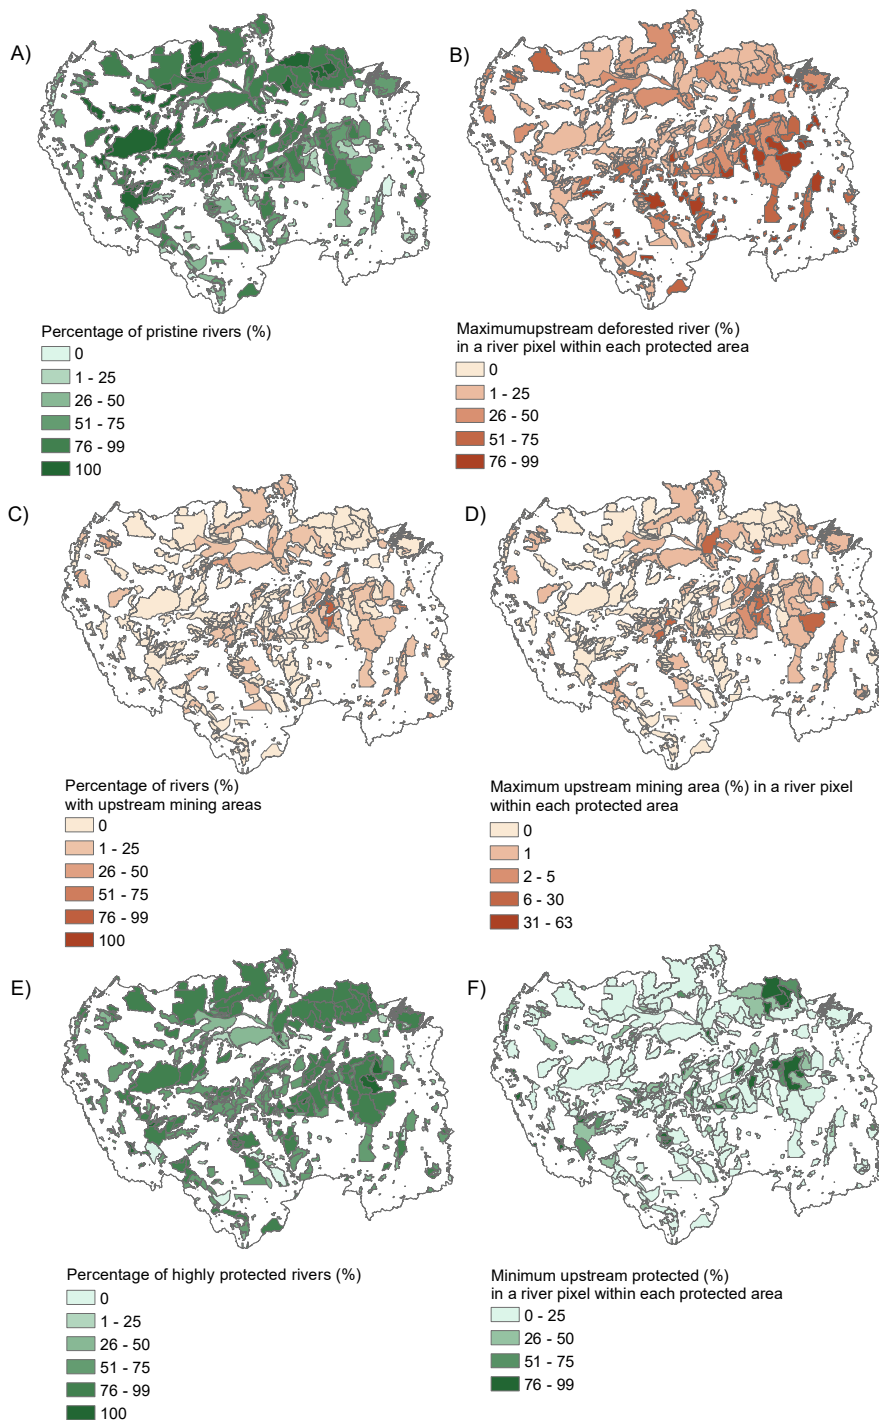 A)
B)
Percentage of pristine rivers (%)
0
1 - 25
26 - 50
51 - 75
76 - 99
100
Maximumupstream deforested river (%)
in a river pixel within each protected area
0
1 - 25
26 - 50
51 - 75
76 - 99
C)
D)
Percentage of rivers (%)
with upstream mining areas
0
1 - 25
26 - 50
51 - 75
76 - 99
100
Maximum upstream mining area (%) in a river pixel
within each protected area
0
1
2 - 5
6 - 30
31 - 63
E)
F)
Percentage of highly protected rivers (%)
0
1 - 25
26 - 50
51 - 75
76 - 99
100
Minimum upstream protected (%)
in a river pixel within each protected area
0 - 25
26 - 50
51 - 75
76 - 99